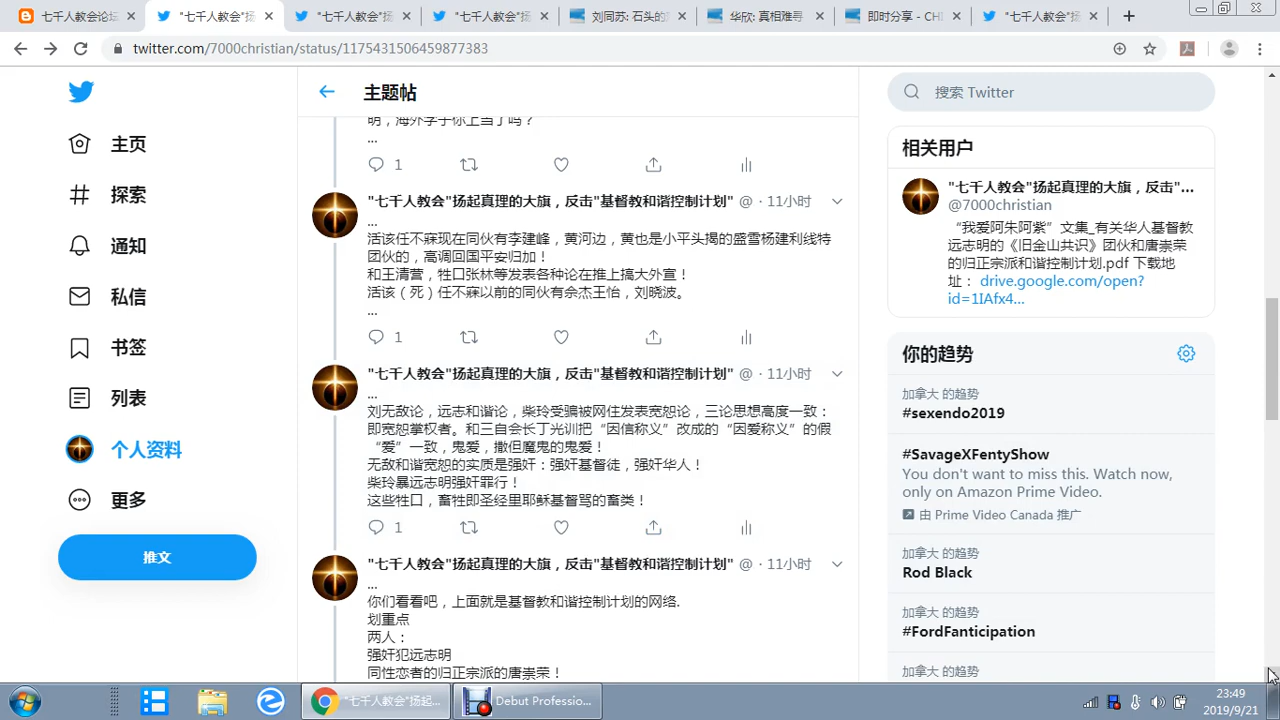 七千人教会论坛
"七千人教会"扬
"七千人教会"扬
"七千人教会"扬
刘同苏: 石头的
华欣: 真相难寻
即时分享 - CH
"七千人教会"扬
twitter.com/7000christian/status/1175431506459877383
主页
探索
通知
私信
书签
列表
个人资料
更多
推文
主题帖
明，海外学子你上当了吗？
...
1
"七千人教会"扬起真理的大旗，反击"基督教和谐控制计划" @ · 11小时
...
活该任不寐现在同伙有李建峰，黄河边，黄也是小平头揭的盛雪杨建利线特
团伙的，高调回国平安归加！
和王清营，牲口张林等发表各种论在推上搞大外宣！
活该（死）任不寐以前的同伙有余杰王怡，刘晓波。
...
1
"七千人教会"扬起真理的大旗，反击"基督教和谐控制计划" @ · 11小时
...
刘无敌论，远志和谐论，柴玲受骗被网住发表宽恕论，三论思想高度一致：
即宽恕掌权者。和三自会长丁光训把“因信称义”改成的“因爱称义”的假
“爱”一致，鬼爱，撒但魔鬼的鬼爱！
无敌和谐宽恕的实质是强奸：强奸基督徒，强奸华人！
柴玲暴远志明强奸罪行！
这些牲口，畜牲即圣经里耶稣基督骂的畜类！
1
"七千人教会"扬起真理的大旗，反击"基督教和谐控制计划" @ · 11小时
...
你们看看吧，上面就是基督教和谐控制计划的网络.
划重点
两人：
强奸犯远志明
同性恋者的归正宗派的唐崇荣！
搜索 Twitter
相关用户
"七千人教会"扬起真理的大旗，反击"...
@7000christian
“我爱阿朱阿紫”文集_有关华人基督教
远志明的《旧金山共识》团伙和唐崇荣
的归正宗派和谐控制计划.pdf 下载地
址： drive.google.com/open?
id=1IAfx4...
你的趋势
加拿大 的趋势
#sexendo2019
#SavageXFentyShow
You don't want to miss this. Watch now,
only on Amazon Prime Video.
由 Prime Video Canada 推广
加拿大 的趋势
Rod Black
加拿大 的趋势
#FordFanticipation
加拿大 的趋势
"七千人教会"扬起...
Debut Professio...
23:49
2019/9/21